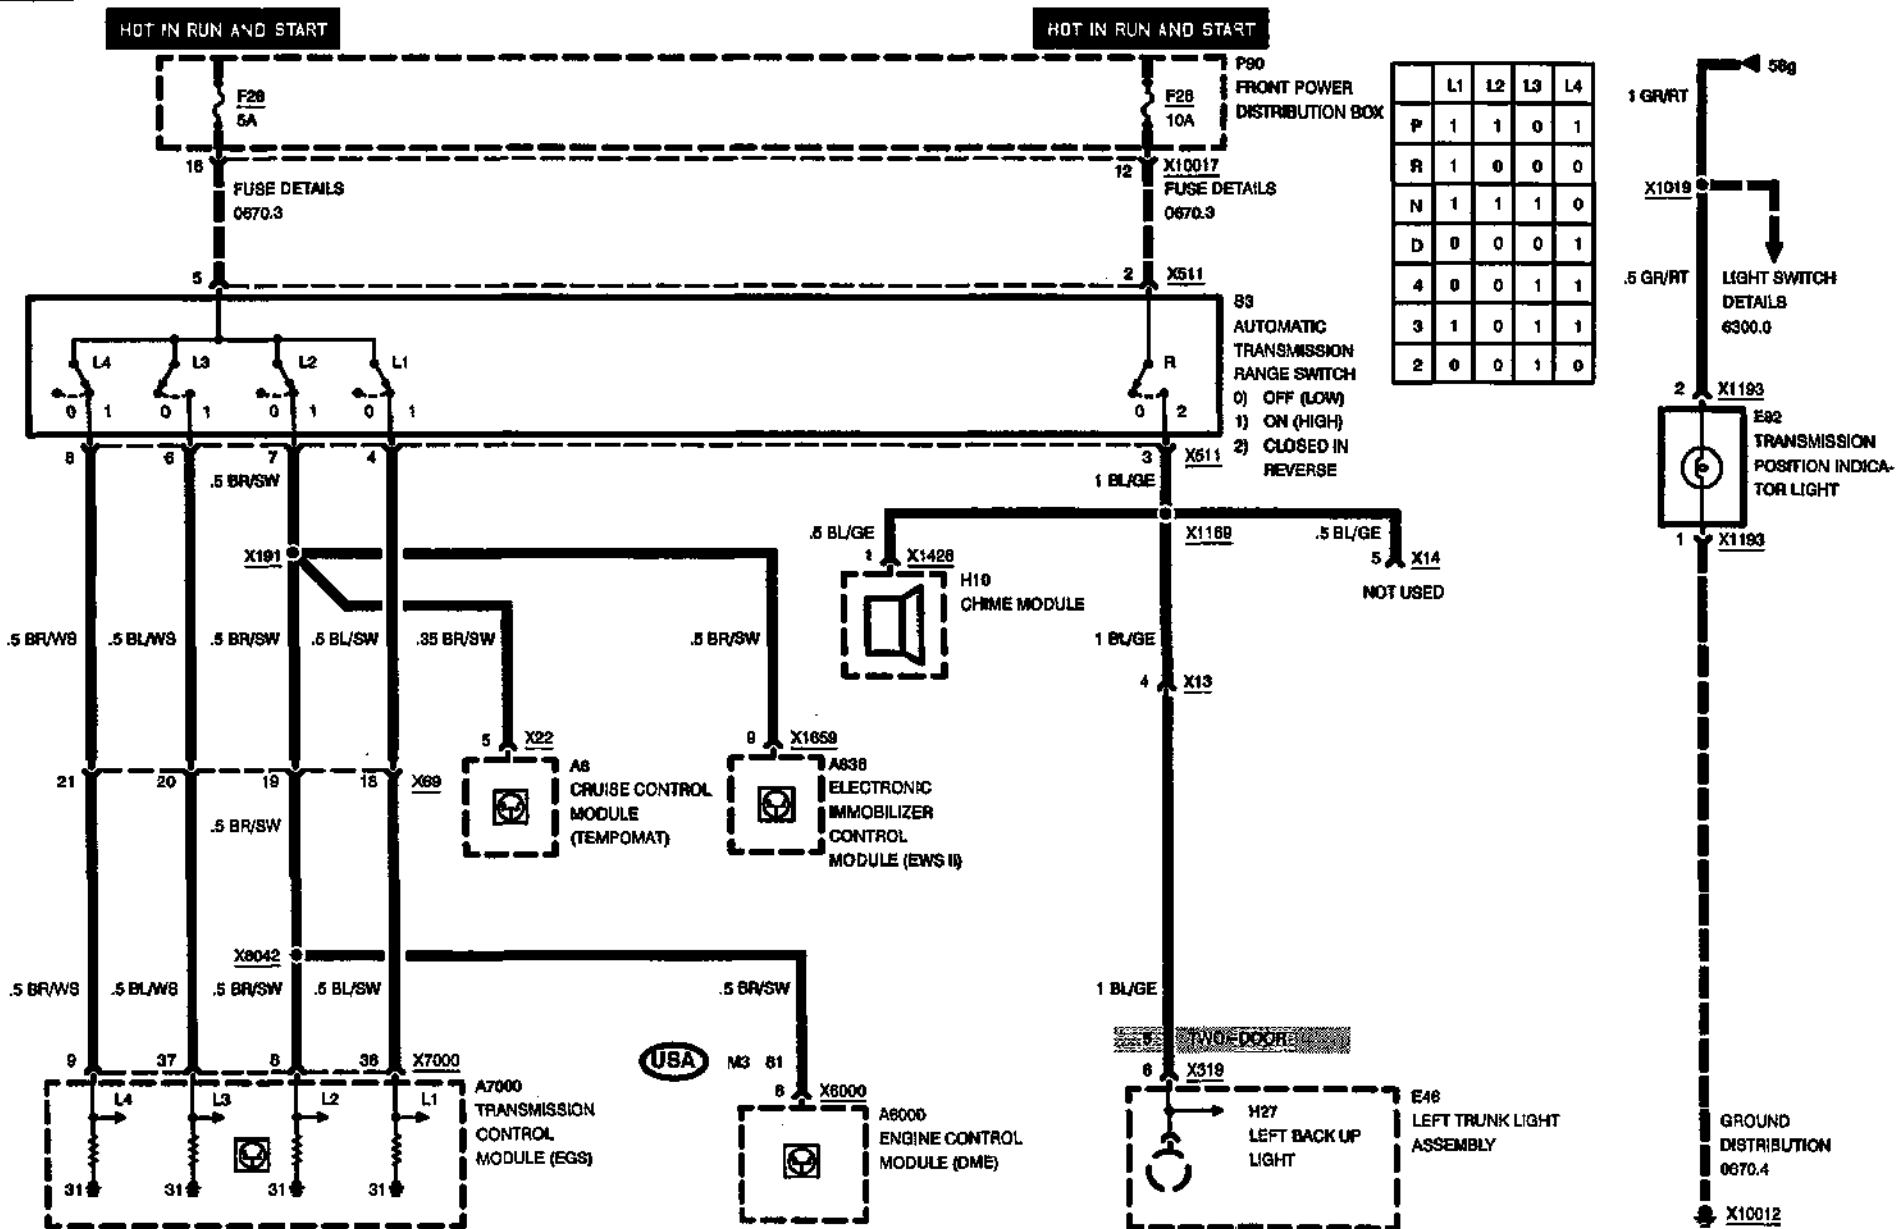 HOT IN RUN AND START
HOT IN RUN AND START
F28
5A
F26
10A
P90
FRONT POWER
DISTRIBUTION BOX
16
FUSE DETAILS
0670.3
12
X10017
FUSE DETAILS
0670.3
5
2
X511
L1 L2 L3 L4
P 1 1 0 1
R 1 0 0 0
N 1 1 1 0
D 0 0 0 1
4 0 0 1 1
3 1 0 1 1
2 0 0 1 0
58g
1 GR/RT
X1019
.5 GR/RT
LIGHT SWITCH
DETAILS
6300.0
2
X1193
E92
TRANSMISSION
POSITION INDICA-
TOR LIGHT
1
X1193
GROUND
DISTRIBUTION
0670.4
X10012
L4
L3
L2
L1
R
0 1
0 1
0 1
0 1
0 2
S3
AUTOMATIC
TRANSMISSION
RANGE SWITCH
0) OFF (LOW)
1) ON (HIGH)
2) CLOSED IN
REVERSE
8
6
7
4
3
X511
.5 BR/SW
1 BL/GE
X191
.5 BL/GE
X1169
.5 BL/GE
1
X1428
H10
CHIME MODULE
5
X14
NOT USED
.5 BR/WS
.5 BL/WS
.5 BR/SW
.5 BL/SW
.35 BR/SW
.5 BR/SW
1 BL/GE
4
X13
5
X22
A8
CRUISE CONTROL
MODULE
(TEMPOMAT)
9
X1659
A836
ELECTRONIC
IMMOBILIZER
CONTROL
MODULE (EWS II)
21
20
19
18
X69
.5 BR/SW
X8042
.5 BR/WS
.5 BL/WS
.5 BR/SW
.5 BL/SW
.5 BR/SW
1 BL/GE
5 TWO-DOOR
6
X319
9
37
8
36
X7000
A7000
TRANSMISSION
CONTROL
MODULE (EGS)
L4
L3
L2
L1
31
31
31
31
USA
M3 S1
8
X6000
A6000
ENGINE CONTROL
MODULE (DME)
H27
LEFT BACK UP
LIGHT
E46
LEFT TRUNK LIGHT
ASSEMBLY